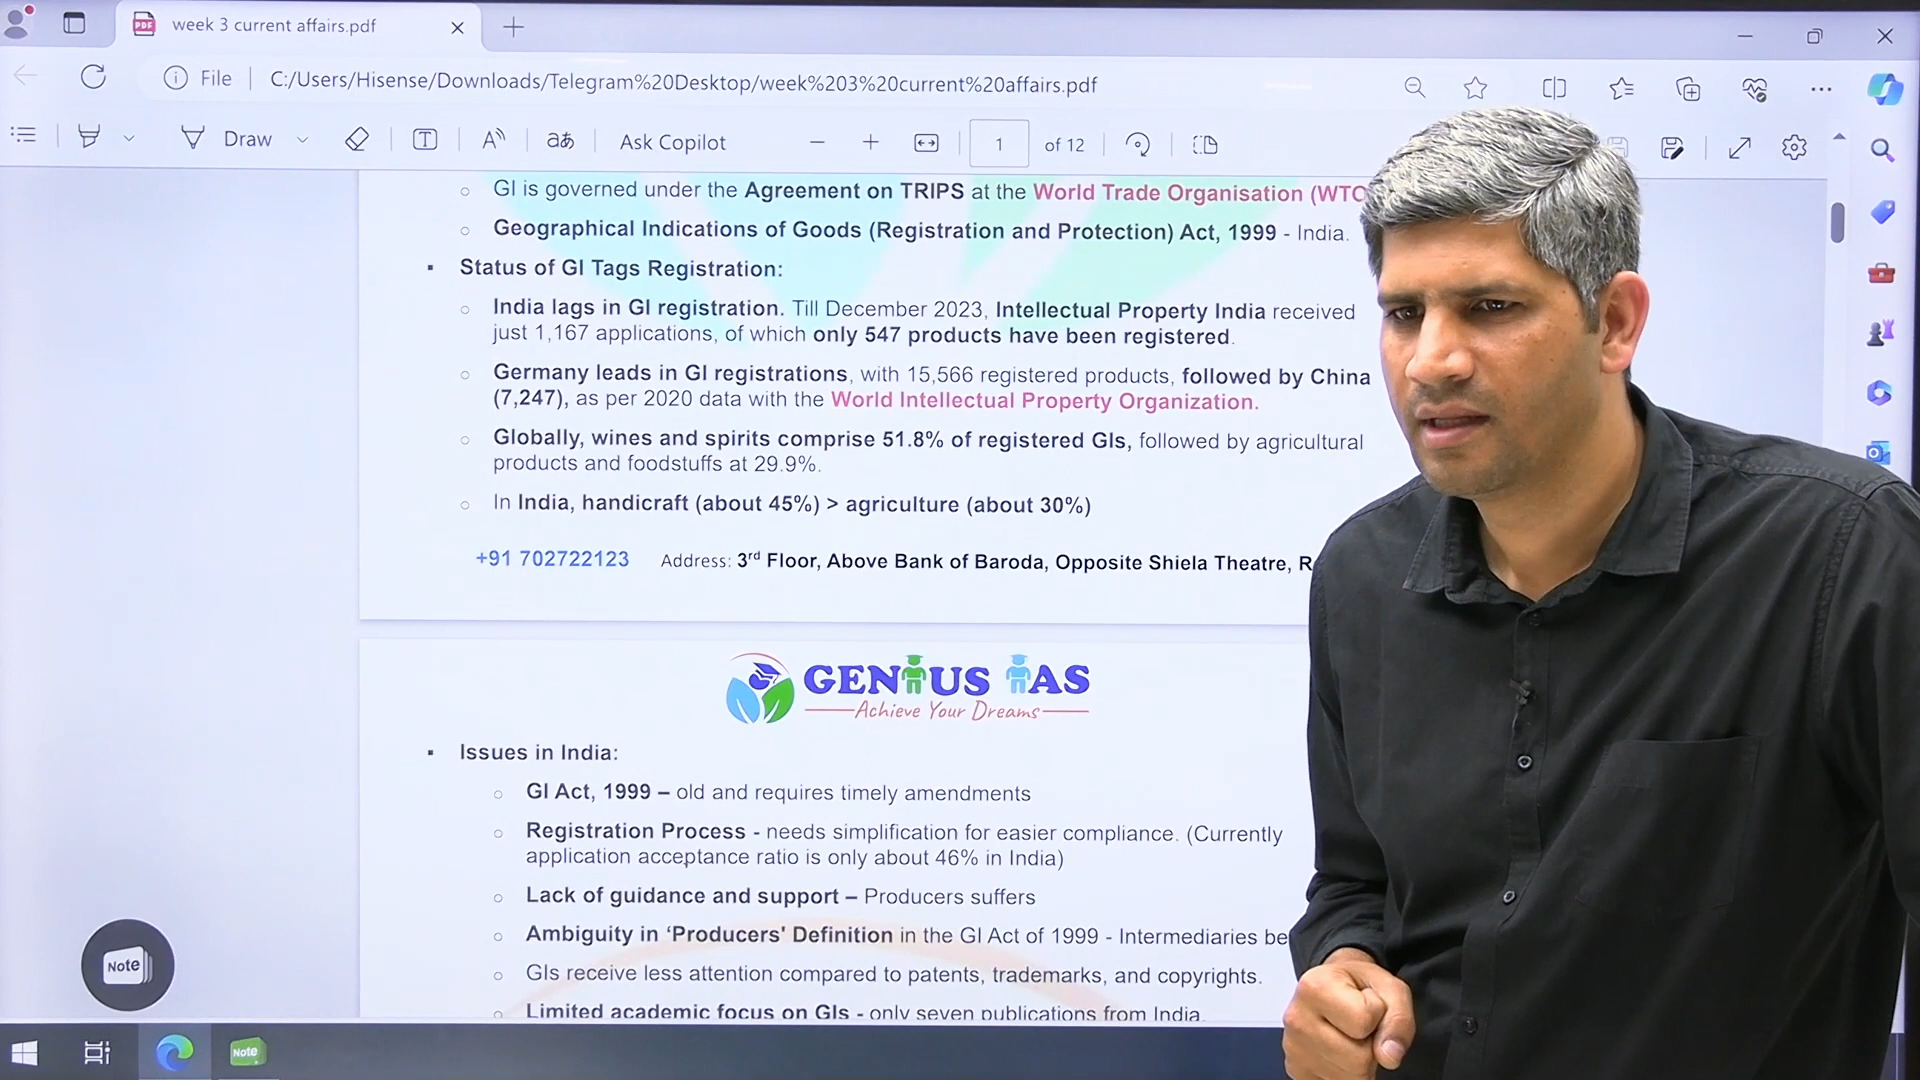 week 3 current affairs.pdf
File
C:/Users/Hisense/Downloads/Telegram%20Desktop/week%203%20current%20affairs.pdf
Draw
T
aあ
Ask Copilot
1 of 12
GI is governed under the Agreement on TRIPS at the World Trade Organisation (WTO
Geographical Indications of Goods (Registration and Protection) Act, 1999 - India.
Status of GI Tags Registration:
India lags in GI registration. Till December 2023, Intellectual Property India received
just 1,167 applications, of which only 547 products have been registered.
Germany leads in GI registrations, with 15,566 registered products, followed by China
(7,247), as per 2020 data with the World Intellectual Property Organization.
Globally, wines and spirits comprise 51.8% of registered GIs, followed by agricultural
products and foodstuffs at 29.9%.
In India, handicraft (about 45%) > agriculture (about 30%)
+91 702722123 Address: 3rd Floor, Above Bank of Baroda, Opposite Shiela Theatre, R
GENIUS IAS
Achieve Your Dreams
Issues in India:
GI Act, 1999 – old and requires timely amendments
Registration Process - needs simplification for easier compliance. (Currently
application acceptance ratio is only about 46% in India)
Lack of guidance and support – Producers suffers
Ambiguity in ‘Producers' Definition in the GI Act of 1999 - Intermediaries be
GIs receive less attention compared to patents, trademarks, and copyrights.
Limited academic focus on GIs - only seven publications from India.
Note
Note